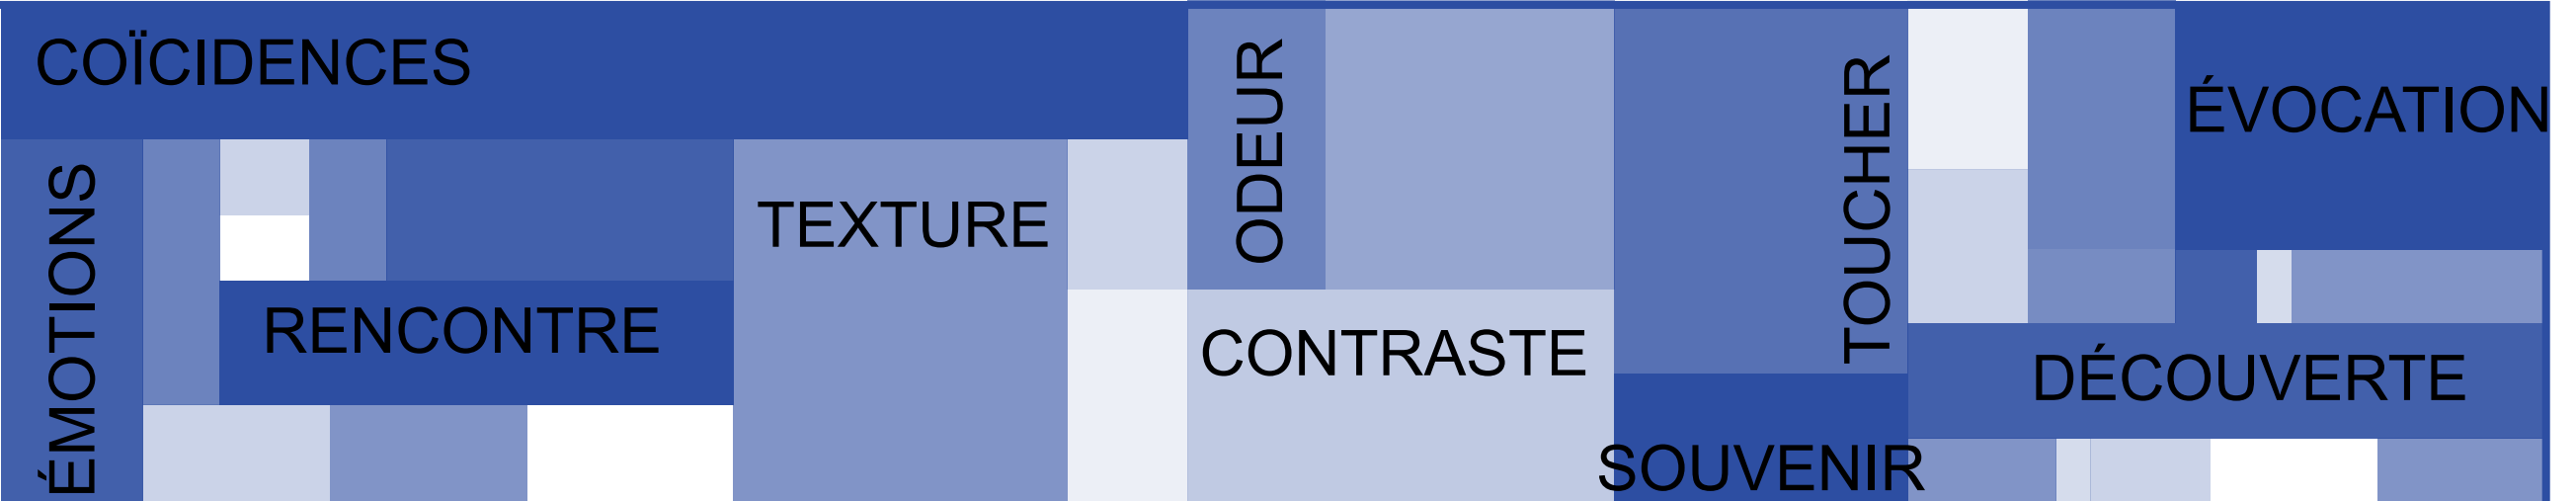 COÏCIDENCES
ÉMOTIONS
RENCONTRE
TEXTURE
ODEUR
CONTRASTE
TOUCHER
SOUVENIR
ÉVOCATION
DÉCOUVERTE